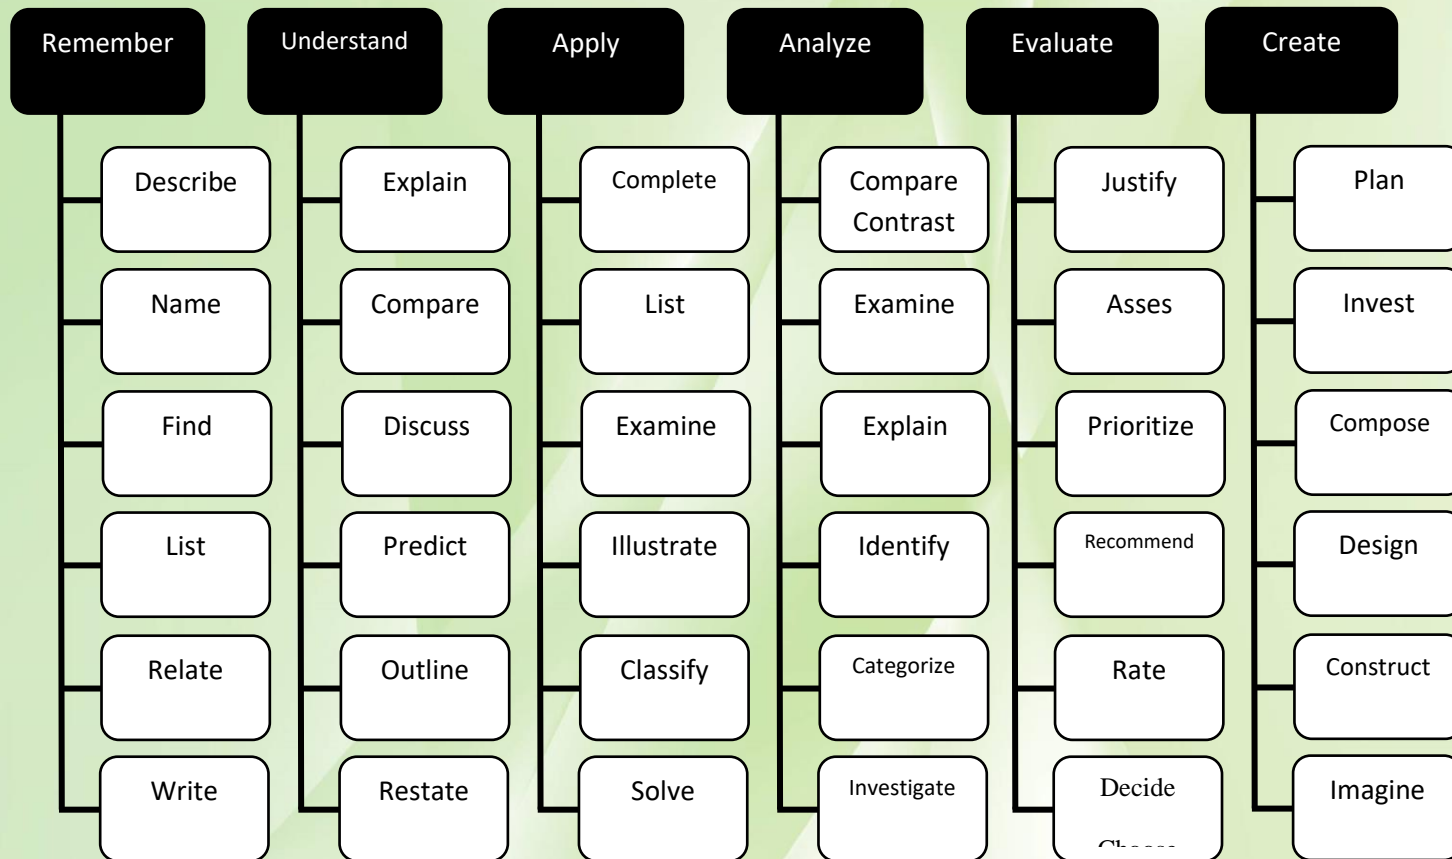 Remember
Understand
Apply
Analyze
Evaluate
Create
Describe
Name
Find
List
Relate
Write
Explain
Compare
Discuss
Predict
Outline
Restate
Complete
List
Examine
Illustrate
Classify
Solve
Compare
Contrast
Examine
Explain
Identify
Categorize
Investigate
Justify
Asses
Prioritize
Recommend
Rate
Decide
Plan
Invest
Compose
Design
Construct
Imagine